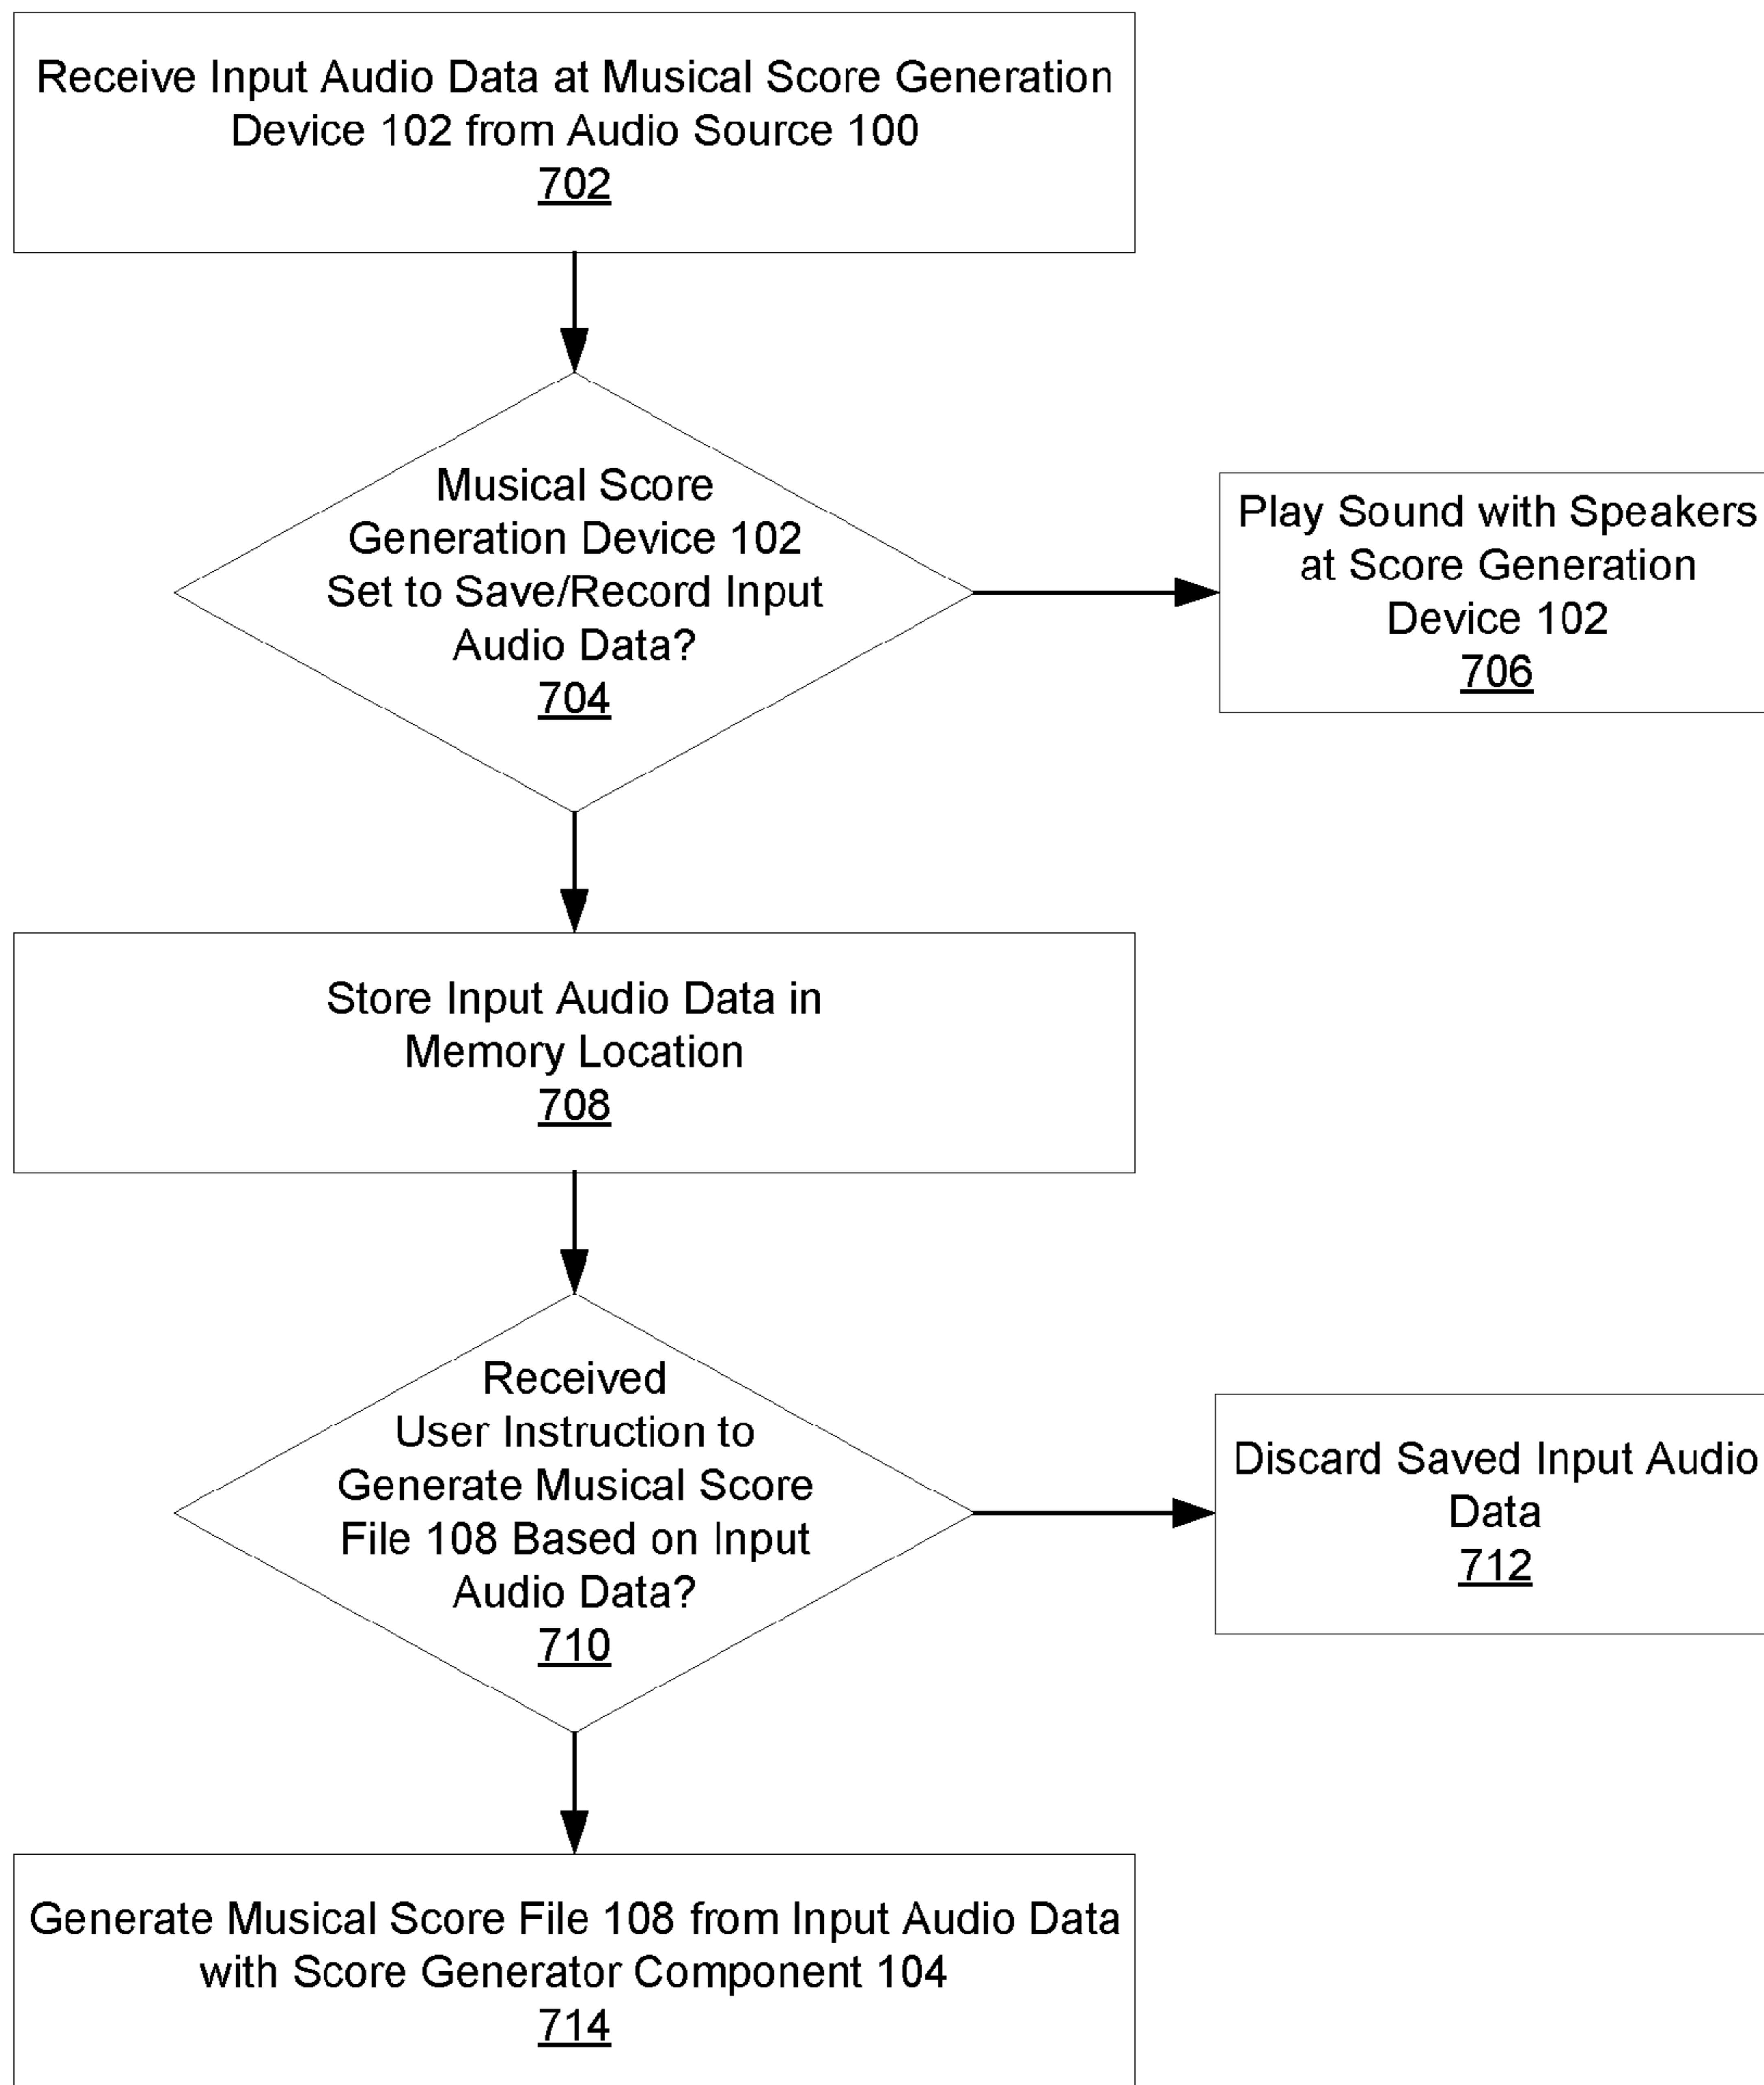 Receive Input Audio Data at Musical Score Generation
Device 102 from Audio Source 100
702
Musical Score
Generation Device 102
Set to Save/Record Input
Audio Data?
704
Play Sound with Speakers
at Score Generation
Device 102
706
Store Input Audio Data in
Memory Location
708
Received
User Instruction to
Generate Musical Score
File 108 Based on Input
Audio Data?
710
Discard Saved Input Audio
Data
712
Generate Musical Score File 108 from Input Audio Data
with Score Generator Component 104
714